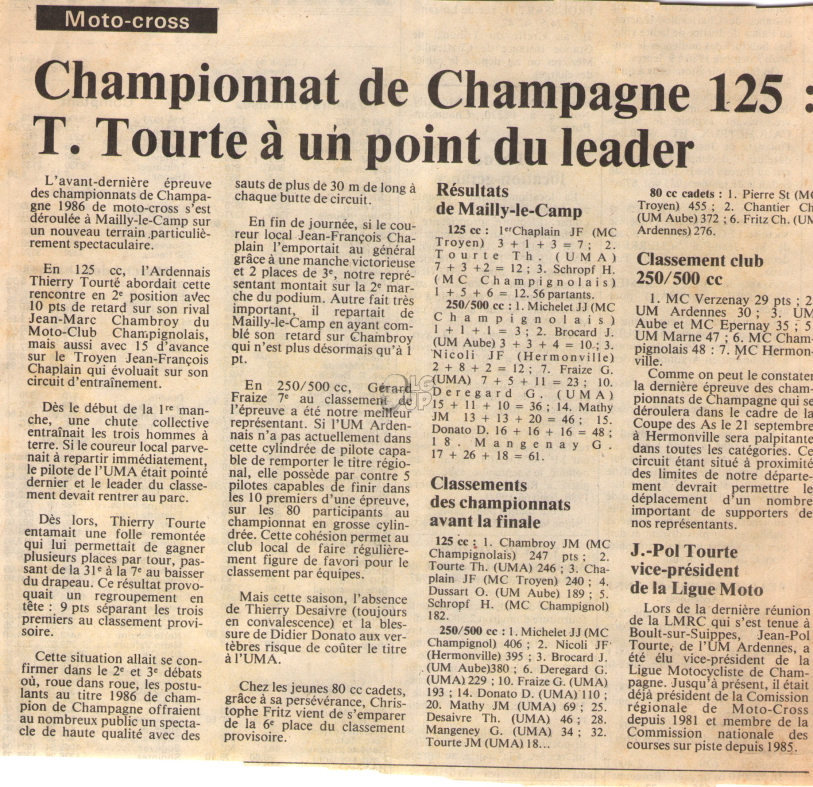 Moto-cross
Championnat de Champagne 125 :
T. Tourte à un point du leader
L'avant-dernière épreuve
des championnats de Champa-
gne 1986 de moto-cross s'est
déroulée à Mailly-le-Camp sur
un nouveau terrain particuliè-
rement spectaculaire.
En 125 cc, l'Ardennais
Thierry Tourté abordait cette
rencontre en 2e position avec
10 pts de retard sur son rival
Jean-Marc Chambroy du
Moto-Club Champignolais,
mais aussi avec 15 d'avance
sur le Troyen Jean-François
Chaplain qui évoluait sur son
circuit d'entraînement.
Dès le début de la 1re man-
che, une chute collective
entraînait les trois hommes à
terre. Si le coureur local parve-
nait à repartir immédiatement,
le pilote de l'UMA était pointé
dernier et le leader du classe-
ment devait rentrer au parc.
Dès lors, Thierry Tourte
entamait une folle remontée
qui lui permettait de gagner
plusieurs places par tour, pas-
sant de la 31e à la 7e au baisser
du drapeau. Ce résultat provo-
quait un regroupement en
tête : 9 pts séparant les trois
premiers au classement provi-
soire.
Cette situation allait se con-
firmer dans le 2e et 3e débats
où, roue dans roue, les postu-
lants au titre 1986 de cham-
pion de Champagne offraient
au nombreux public un specta-
cle de haute qualité avec des
sauts de plus de 30 m de long à
chaque butte de circuit.
En fin de journée, si le cou-
reur local Jean-François Cha-
plain l'emportait au général
grâce à une manche victorieuse
et 2 places de 3e, notre repré-
sentant montait sur la 2e mar-
che du podium. Autre fait très
important, il repartait de
Mailly-le-Camp en ayant com-
blé son retard sur Chambroy
qui n'est plus désormais qu'à 1
pt.
En 250/500 cc, Gérard
Fraize 7e au classement de
l'épreuve a été notre meilleur
représentant. Si l'UM Arden-
nais n'a pas actuellement dans
cette cylindrée de pilote capa-
ble de remporter le titre régio-
nal, elle possède par contre 5
pilotes capables de finir dans
les 10 premiers d'une épreuve,
sur les 80 participants au
championnat en grosse cylin-
drée. Cette cohésion permet au
club local de faire régulière-
ment figure de favori pour le
classement par équipes.
Mais cette saison, l'absence
de Thierry Desaivre (toujours
en convalescence) et la bles-
sure de Didier Donato aux ver-
tèbres risque de coûter le titre
à l'UMA.
Chez les jeunes 80 cc cadets,
grâce à sa persévérance, Chris-
tophe Fritz vient de s'emparer
de la 6e place du classement
provisoire.
Résultats
de Mailly-le-Camp
125 cc : 1er Chaplain JF (MC
Troyen) 3 + 1 + 3 = 7 ; 2.
Tourte Th. (UMA)
7 + 3 + 2 = 12 ; 3. Schropf H.
(MC Champignolais)
1 + 5 + 6 = 12. 56 partants.
250/500 cc : 1. Michelet JJ (MC
Champignolais)
1 + 1 + 1 = 3 ; 2. Brocard J.
(UM Aube) 3 + 3 + 4 = 10 ; 3.
Nicoli JF (Hermonville)
2 + 8 + 2 = 12 ; 7. Fraize G.
(UMA) 7 + 5 + 11 = 23 ; 10.
Deregard G. (UMA)
15 + 11 + 10 = 36 ; 14. Mathy
JM 13 + 13 + 20 = 46 ; 15.
Donato D. 16 + 16 + 16 = 48 ;
18. Mangenay G.
17 + 26 + 18 = 61.
Classements
des championnats
avant la finale
125 cc : 1. Chambroy JM (MC
Champignolais) 247 pts ; 2.
Tourte Th. (UMA) 246 ; 3. Cha-
plain JF (MC Troyen) 240 ; 4.
Dussart O. (UM Aube) 189 ; 5.
Schropf H. (MC Champignol)
182.
250/500 cc : 1. Michelet JJ (MC
Champignol) 406 ; 2. Nicoli JF
(Hermonville) 395 ; 3. Brocard J.
(UM Aube)380 ; 6. Deregard G.
(UMA) 229 ; 10. Fraize G. (UMA)
193 ; 14. Donato D. (UMA) 110 ;
20. Mathy JM (UMA) 69 ; 25.
Desaivre Th. (UMA) 46 ; 28.
Mangeney G. (UMA) 34 ; 32.
Tourte JM (UMA) 18...
80 cc cadets : 1. Pierre St (MC
Troyen) 455 ; 2. Chantier Ch
(UM Aube) 372 ; 6. Fritz Ch. (UM
Ardennes) 276.
Classement club
250/500 cc
1. MC Verzenay 29 pts ; 2
UM Ardennes 30 ; 3. UM
Aube et MC Epernay 35 ; 5
UM Marne 47 ; 6. MC Cham-
pignolais 48 : 7. MC Hermon-
ville.
Comme on peut le constater
la dernière épreuve des cham-
pionnats de Champagne qui se
déroulera dans le cadre de la
Coupe des As le 21 septembre
à Hermonville sera palpitante
dans toutes les catégories. Ce
circuit étant situé à proximité
des limites de notre départe-
ment devrait permettre le
déplacement d'un nombre
important de supporters de
nos représentants.
J.-Pol Tourte
vice-président
de la Ligue Moto
Lors de la dernière réunion
de la LMRC qui s'est tenue à
Boult-sur-Suippes, Jean-Pol
Tourte, de l'UM Ardennes, a
été élu vice-président de la
Ligue Motocycliste de Cham-
pagne. Jusqu'à présent, il était
déjà président de la Comission
régionale de Moto-Cross
depuis 1981 et membre de la
Commission nationale des
courses sur piste depuis 1985.